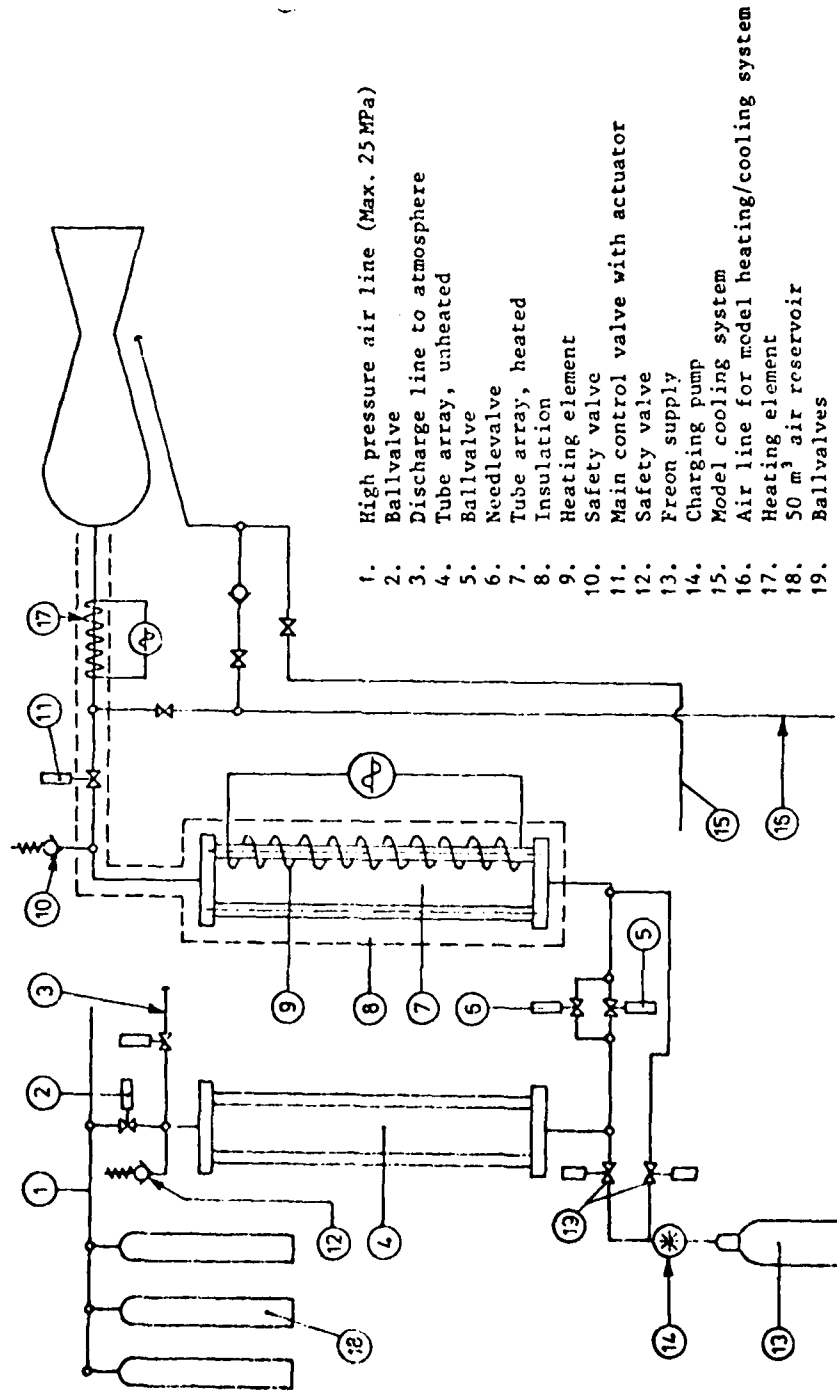 1. High pressure air line (Max. 25 MPa)
2. Ballvalve
3. Discharge line to atmosphere
4. Tube array, unheated
5. Ballvalve
6. Needlevalve
7. Tube array, heated
8. Insulation
9. Heating element
10. Safety valve
11. Main control valve with actuator
12. Safety valve
13. Freon supply
14. Charging pump
15. Model cooling system
16. Air line for model heating/cooling system
17. Heating element
18. 50 m³ air reservoir
19. Ballvalves
1
2
3
10
11
17
18
12
4
9
8
7
6
5
19
14
13
15
16